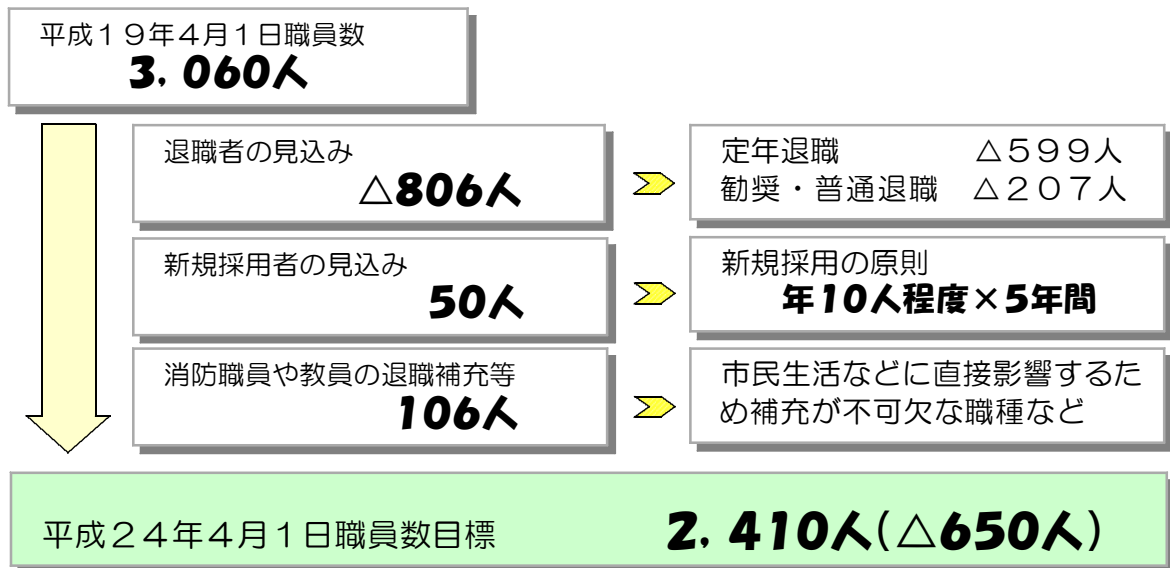 平成１９年４月１日職員数
3，060人
退職者の見込み
△806人
定年退職　　　　△５９９人
勧奨・普通退職　△２０７人
新規採用者の見込み
50人
新規採用の原則
年10人程度×5年間
消防職員や教員の退職補充等
106人
市民生活などに直接影響するた
め補充が不可欠な職種など
平成２４年４月１日職員数目標　2，410人(△650人)